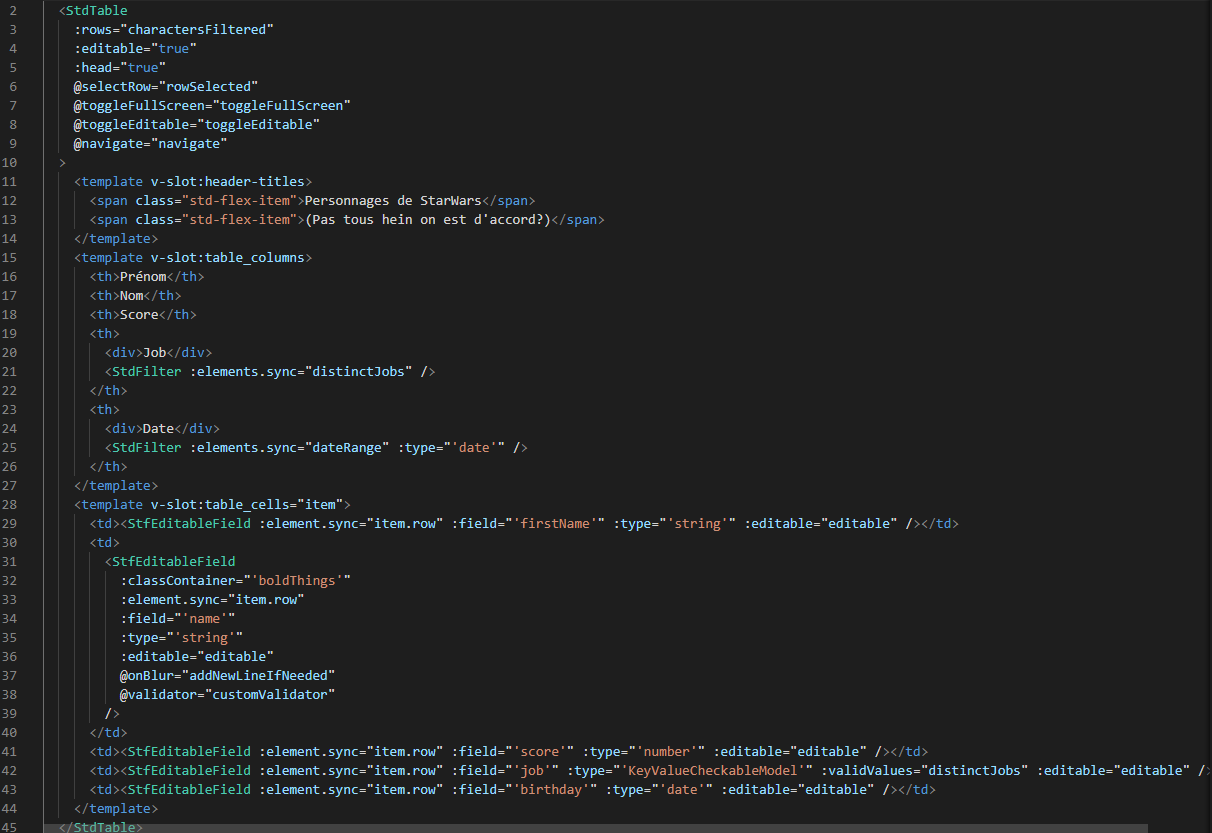 2 <StdTable
3 :rows="charactersFiltered"
4 :editable="true"
5 :head="true"
6 @selectRow="rowSelected"
7 @toggleFullScreen="toggleFullScreen"
8 @toggleEditable="toggleEditable"
9 @navigate="navigate"
10 >
11 <template v-slot:header-titles>
12 <span class="std-flex-item">Personnages de StarWars</span>
13 <span class="std-flex-item">(Pas tous hein on est d'accord?)</span>
14 </template>
15 <template v-slot:table_columns>
16 <th>Prénom</th>
17 <th>Nom</th>
18 <th>Score</th>
19 <th>
20 <div>Job</div>
21 <StdFilter :elements.sync="distinctJobs" />
22 </th>
23 <th>
24 <div>Date</div>
25 <StdFilter :elements.sync="dateRange" :type="'date'" />
26 </th>
27 </template>
28 <template v-slot:table_cells="item">
29 <td><StfEditableField :element.sync="item.row" :field="'firstName'" :type="'string'" :editable="editable" /></td>
30 <td>
31 <StfEditableField
32 :classContainer="'boldThings'"
33 :element.sync="item.row"
34 :field="'name'"
35 :type="'string'"
36 :editable="editable"
37 @onBlur="addNewLineIfNeeded"
38 @validator="customValidator"
39 />
40 </td>
41 <td><StfEditableField :element.sync="item.row" :field="'score'" :type="'number'" :editable="editable" /></td>
42 <td><StfEditableField :element.sync="item.row" :field="'job'" :type="'KeyValueCheckableModel'" :validValues="distinctJobs" :editable="editable" />
43 <td><StfEditableField :element.sync="item.row" :field="'birthday'" :type="'date'" :editable="editable" /></td>
44 </template>
45 </StdTable>